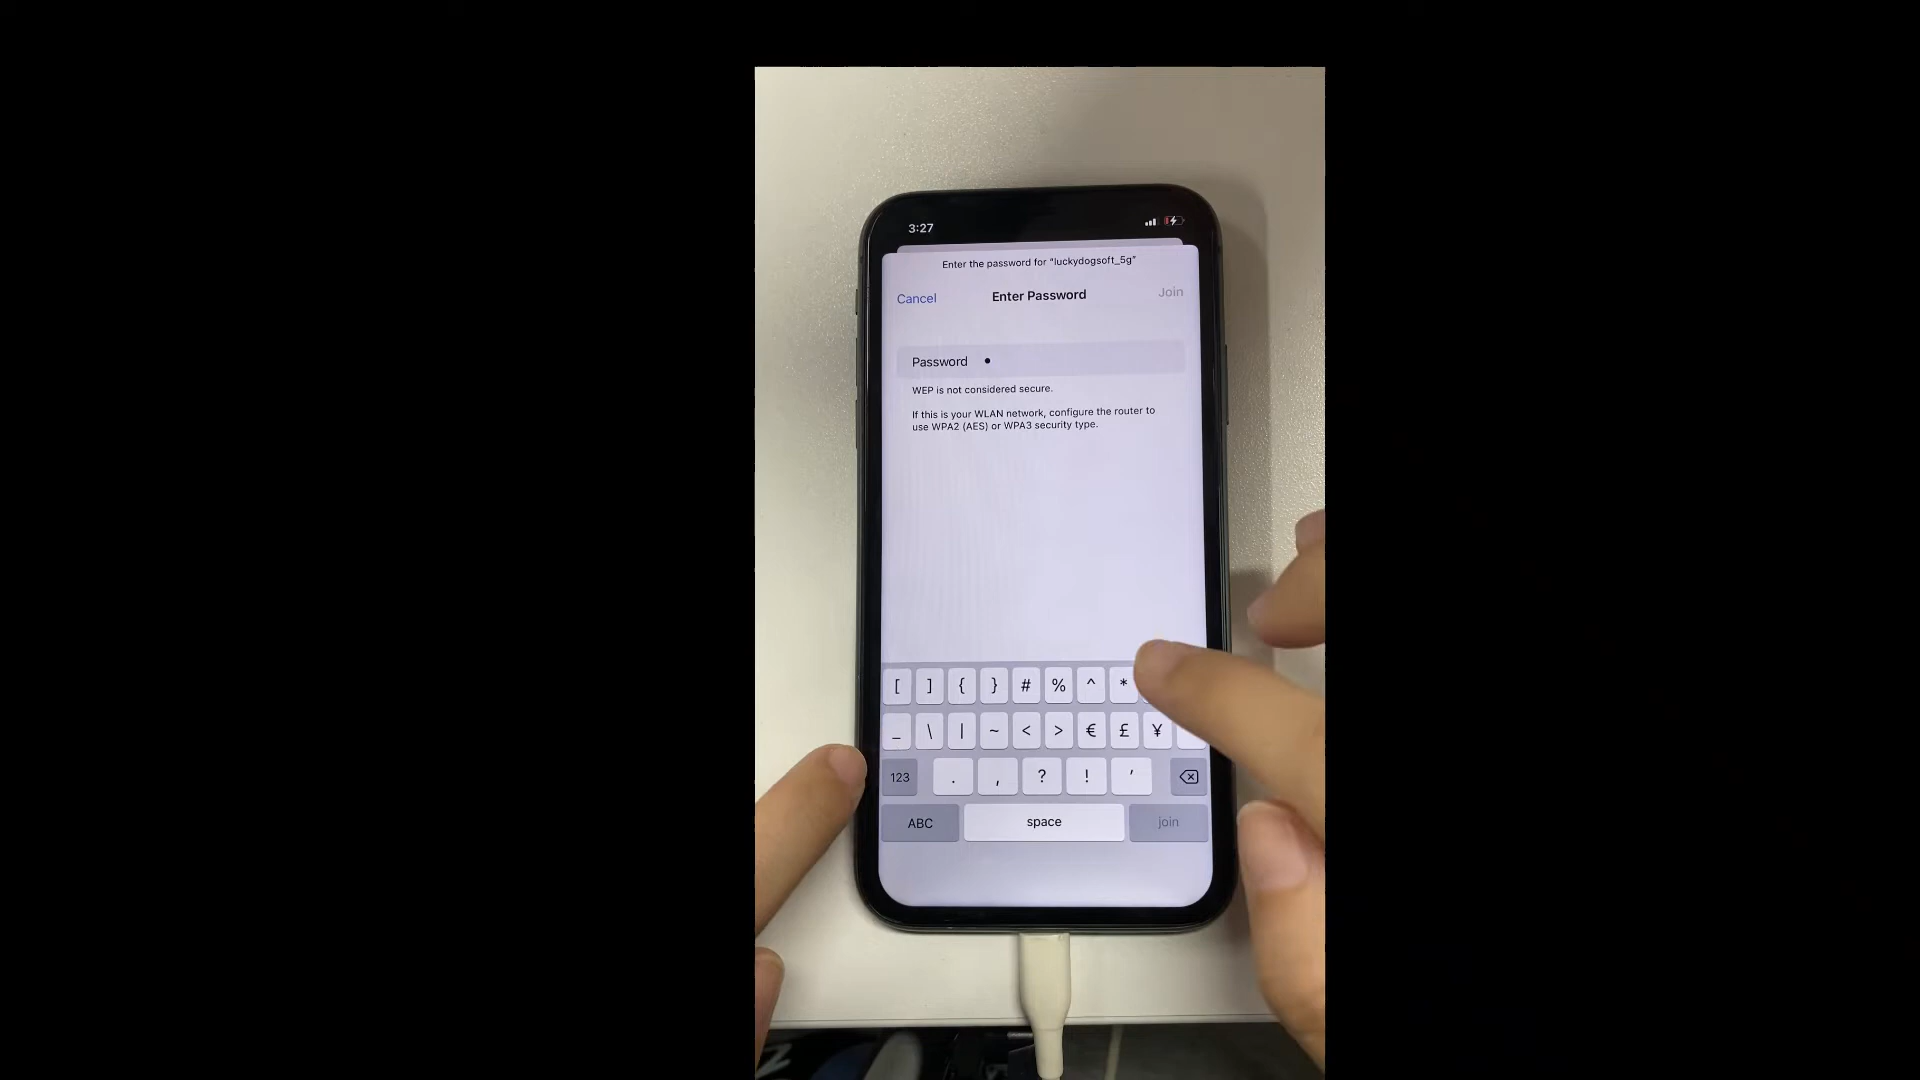 3:27
Enter the password for “luckydogsoft_5g”
Cancel
Enter Password
Join
Password •
WEP is not considered secure.
If this is your WLAN network, configure the router to
use WPA2 (AES) or WPA3 security type.
[ ] { } # % ^ *
_ \ | ~ < > € £ ¥
123 . , ? ! ’
ABC space join